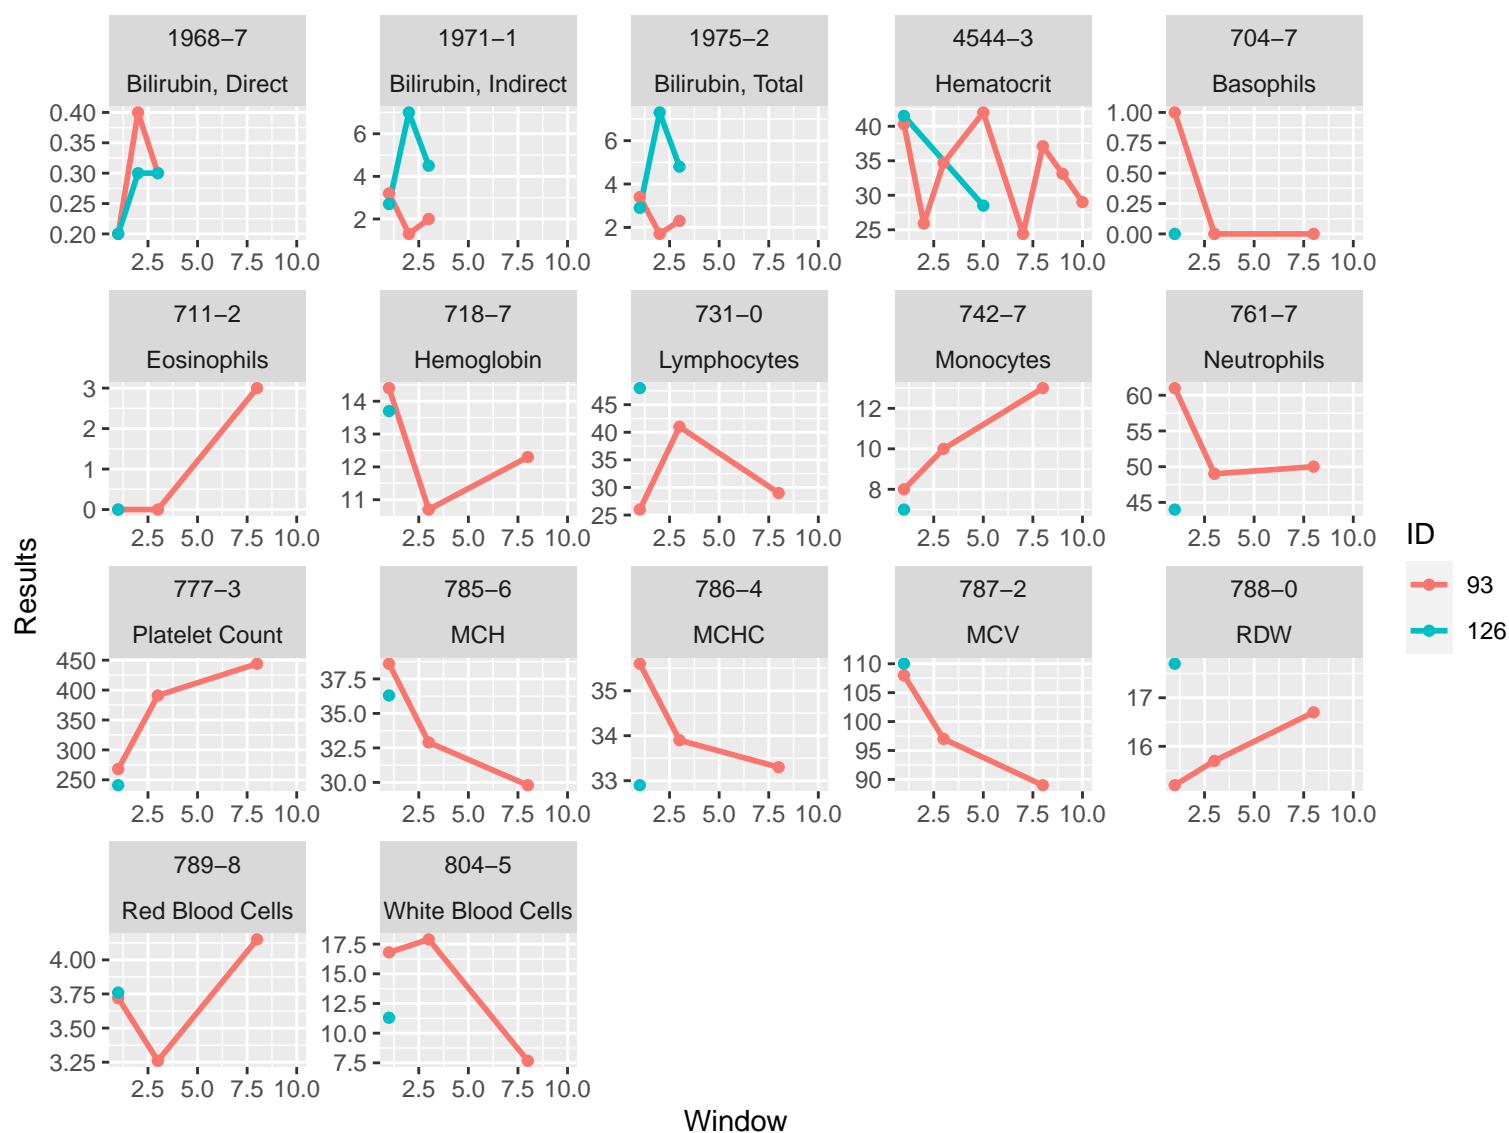 1968−7 1971−1 1975−2 4544−3 704−7
Bilirubin, Direct Bilirubin, Indirect Bilirubin, Total Hematocrit Basophils
0.40 0.35 0.30 0.25 0.20
6 4 2
6 4 2
40 35 30 25
1.00 0.75 0.50 0.25 0.00
2.5 5.0 7.5 10.0 2.5 5.0 7.5 10.0 2.5 5.0 7.5 10.0 2.5 5.0 7.5 10.0 2.5 5.0 7.5 10.0
711−2 718−7 731−0 742−7 761−7
Eosinophils Hemoglobin Lymphocytes Monocytes Neutrophils
3 2 1 0
14 13 12 11
45 40 35 30 25
12 10 8
60 55 50 45
2.5 5.0 7.5 10.0 2.5 5.0 7.5 10.0 2.5 5.0 7.5 10.0 2.5 5.0 7.5 10.0 2.5 5.0 7.5 10.0
777−3 785−6 786−4 787−2 788−0
Platelet Count MCH MCHC MCV RDW
450 400 350 300 250
37.5 35.0 32.5 30.0
35 34 33
110 105 100 95 90
17 16
2.5 5.0 7.5 10.0 2.5 5.0 7.5 10.0 2.5 5.0 7.5 10.0 2.5 5.0 7.5 10.0 2.5 5.0 7.5 10.0
789−8 804−5
Red Blood Cells White Blood Cells
4.00 3.75 3.50 3.25
17.5 15.0 12.5 10.0 7.5
2.5 5.0 7.5 10.0 2.5 5.0 7.5 10.0
Window
Results
ID
93
126